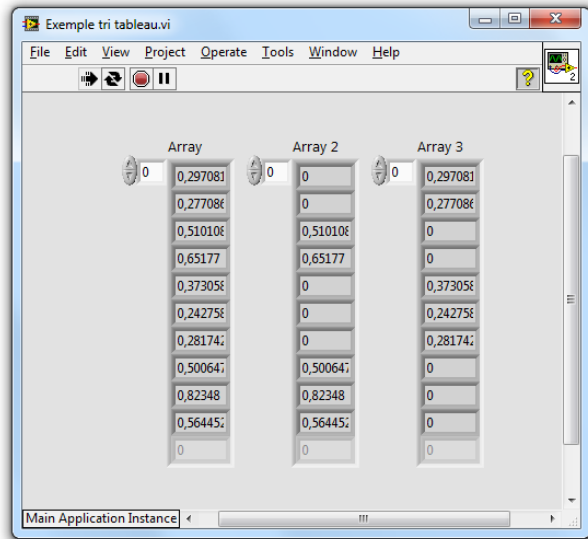 Exemple tri tableau.vi
File Edit View Project Operate Tools Window Help
2
Array Array 2 Array 3
0 0,297081 0 0 0 0,297081
0,277086 0 0,277086
0,510108 0,510108 0
0,65177 0,65177 0
0,373058 0 0,373058
0,242758 0 0,242758
0,281742 0 0,281742
0,500647 0,500647 0
0,82348 0,82348 0
0,564452 0,564452 0
0 0 0
Main Application Instance